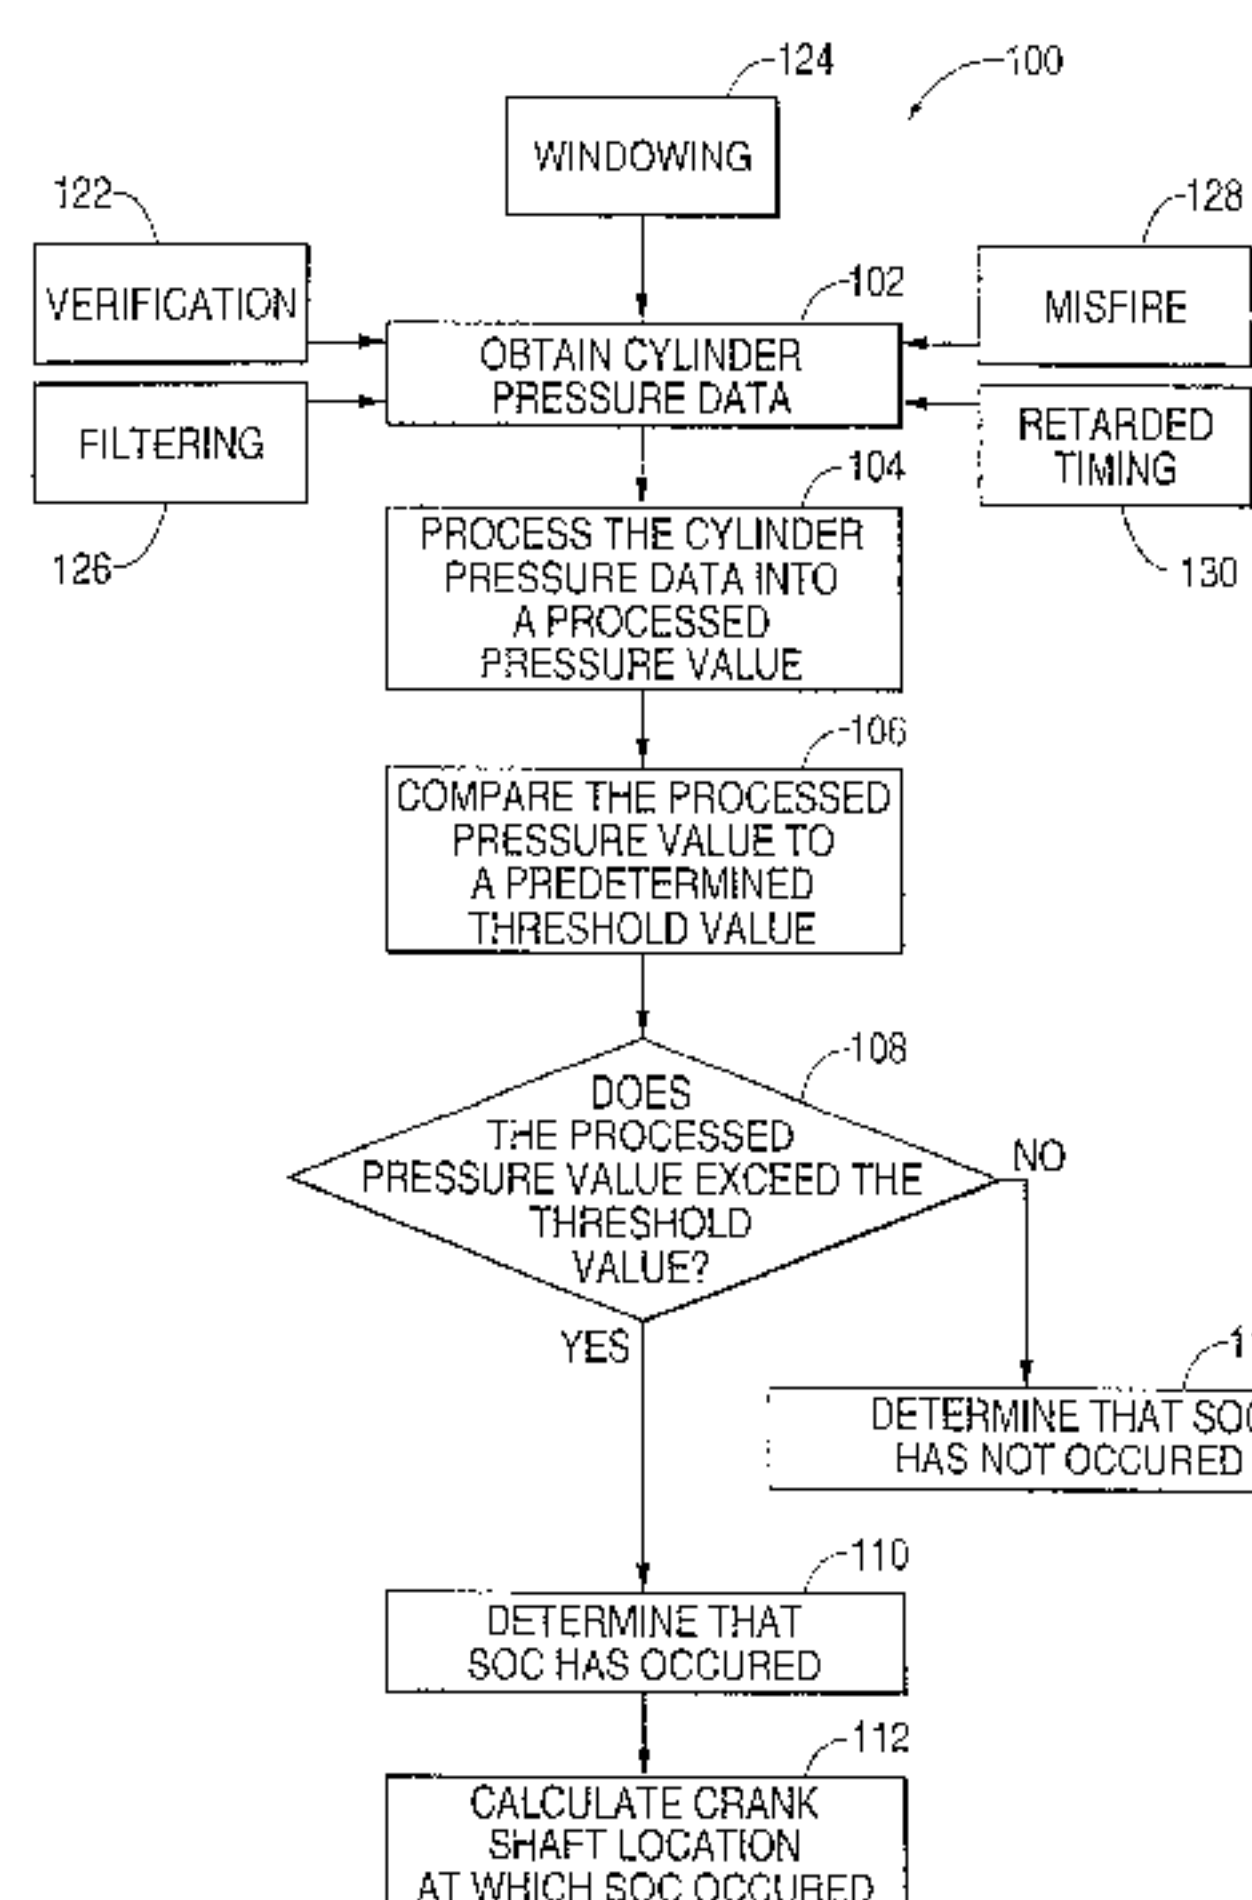 124
100
WINDOWING
122
128
VERIFICATION
102
MISFIRE
OBTAIN CYLINDER
PRESSURE DATA
FILTERING
RETARDED
TIMING
104
126
130
PROCESS THE CYLINDER
PRESSURE DATA INTO
A PROCESSED
PRESSURE VALUE
106
COMPARE THE PROCESSED
PRESSURE VALUE TO
A PREDETERMINED
THRESHOLD VALUE
108
DOES
THE PROCESSED
PRESSURE VALUE EXCEED THE
THRESHOLD
VALUE?
NO
YES
DETERMINE THAT SOC
HAS NOT OCCURED
110
DETERMINE THAT
SOC HAS OCCURED
112
CALCULATE CRANK
SHAFT LOCATION
AT WHICH SOC OCCURED